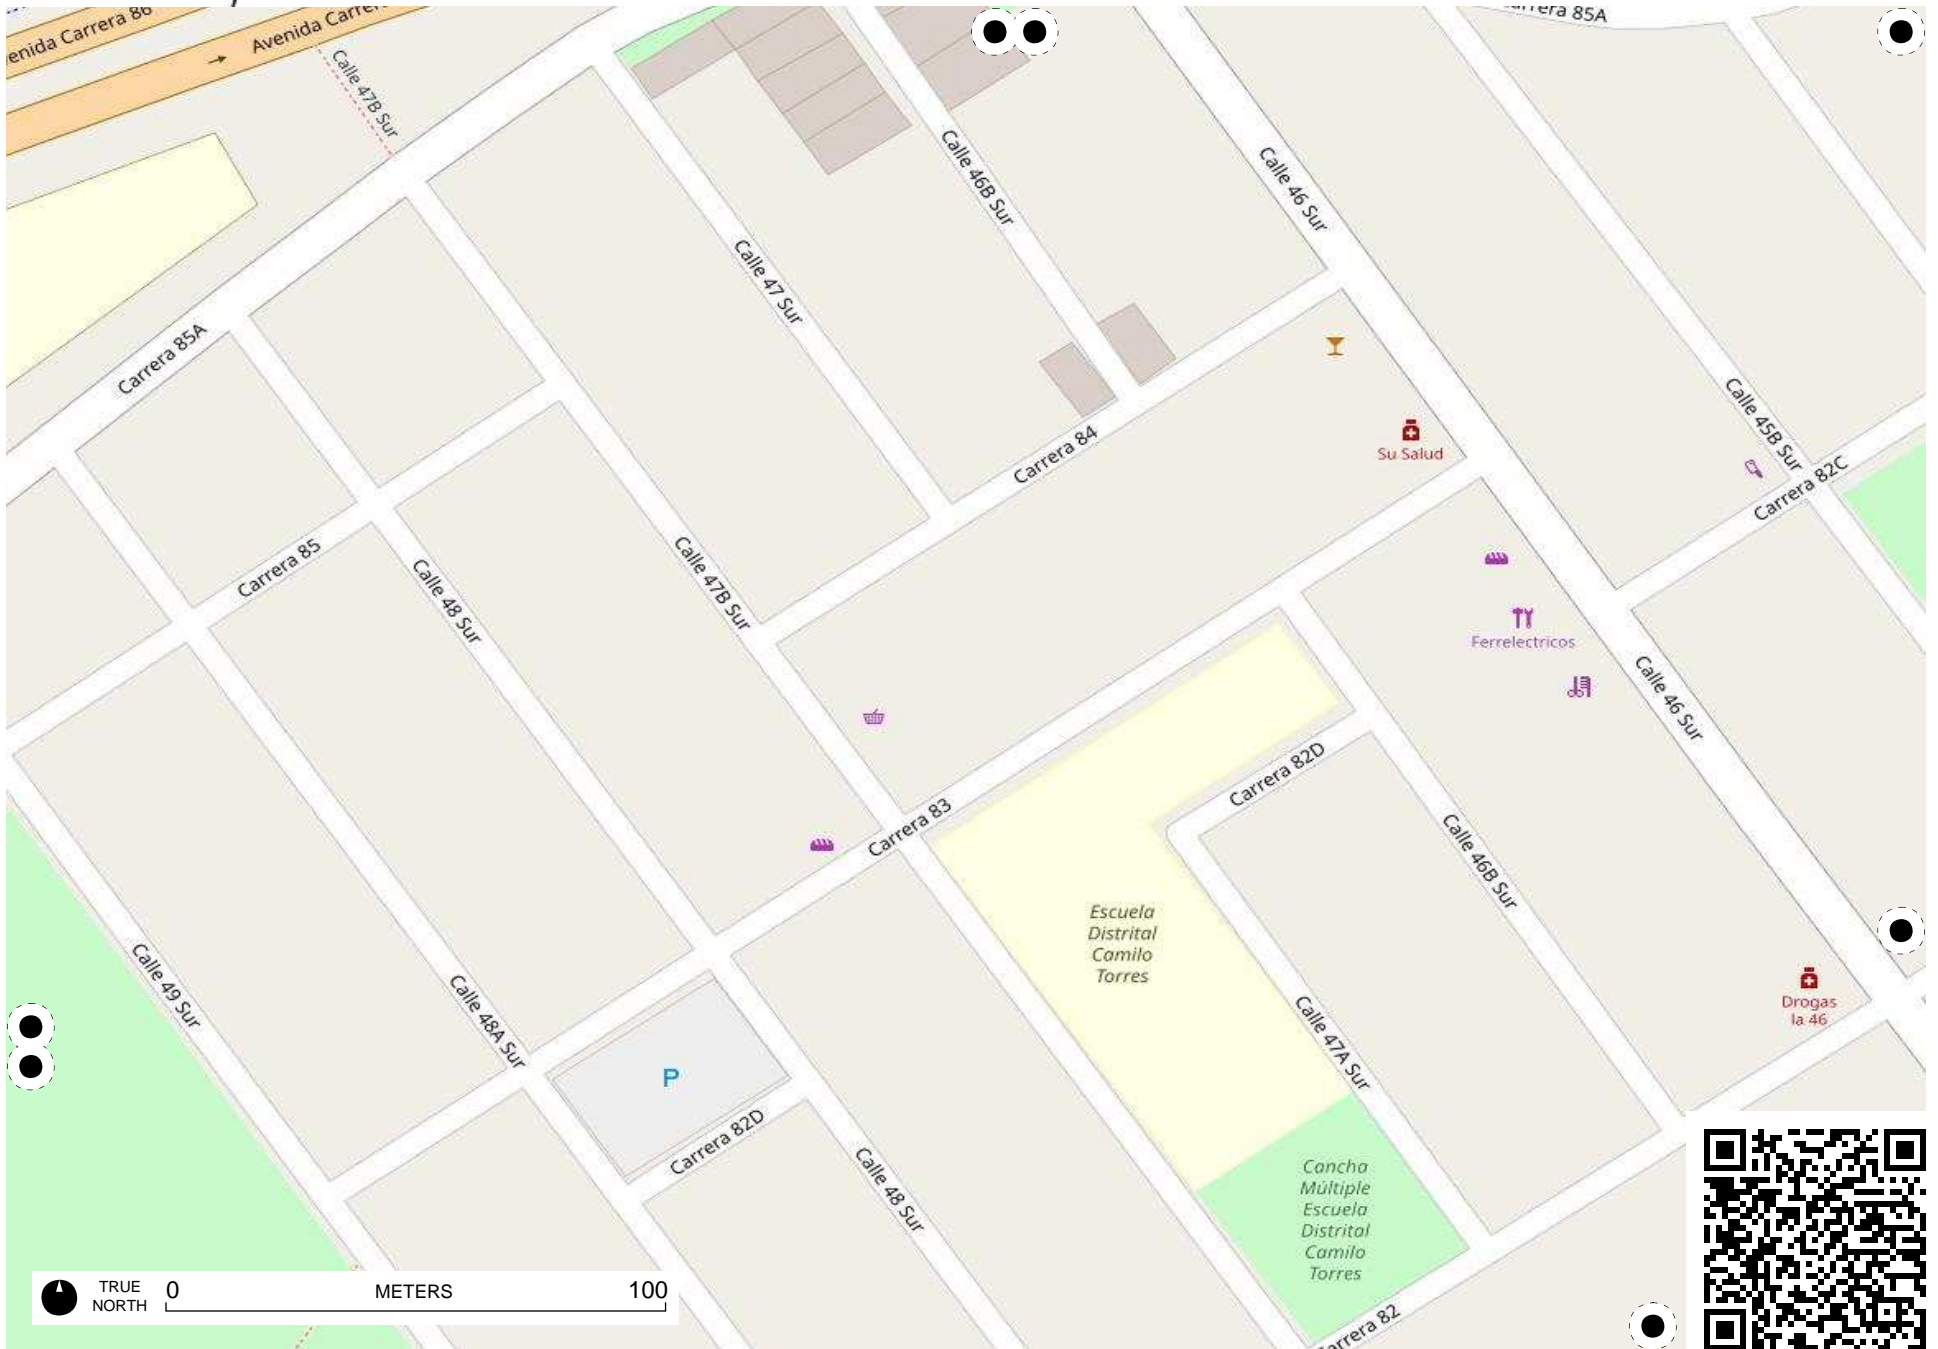 Avenida Carrera 86
Carrera 85A
Calle 47B Sur
Calle 46B Sur
Calle 46 Sur
Calle 47 Sur
Carrera 85A
Calle 45B Sur
Carrera 84
Su Salud
Carrera 82C
Carrera 85
Calle 48 Sur
Calle 47B Sur
Ferrelectricos
Calle 46 Sur
Carrera 82D
Carrera 83
Calle 46B Sur
Escuela
Distrital
Camilo
Torres
Calle 49 Sur
Calle 48A Sur
P
Calle 47A Sur
Drogas
la 46
Carrera 82D
Calle 48 Sur
Cancha
Múltiple
Escuela
Distrital
Camilo
Torres
TRUE
NORTH
0 METERS 100
Carrera 82